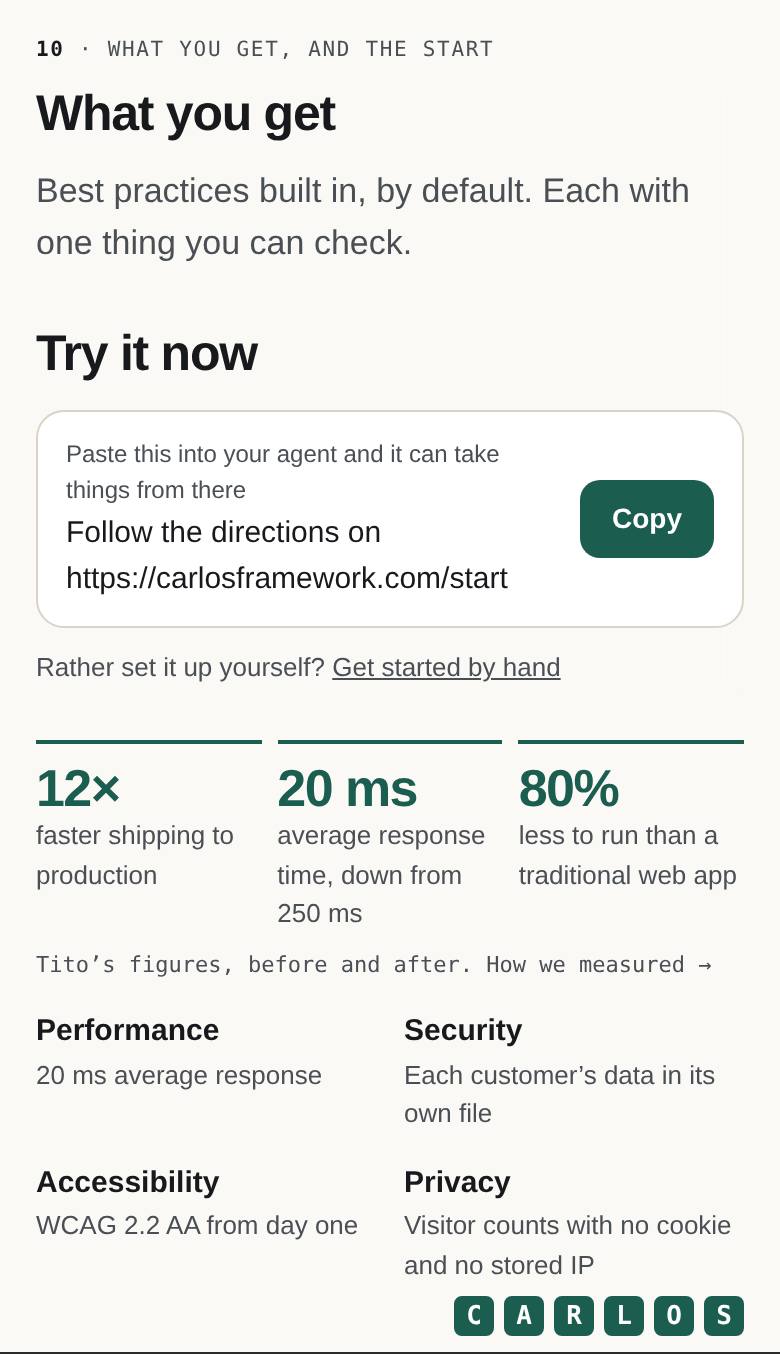 10 · WHAT YOU GET, AND THE START
What you get
Best practices built in, by default. Each with
one thing you can check.
Try it now
Paste this into your agent and it can take
things from there
Follow the directions on
https://carlosframework.com/start
Copy
Rather set it up yourself? Get started by hand
12×
faster shipping to
production
20 ms
average response
time, down from
250 ms
80%
less to run than a
traditional web app
Tito’s figures, before and after. How we measured →
Performance
20 ms average response
Security
Each customer’s data in its
own file
Accessibility
WCAG 2.2 AA from day one
Privacy
Visitor counts with no cookie
and no stored IP
C A R L O S